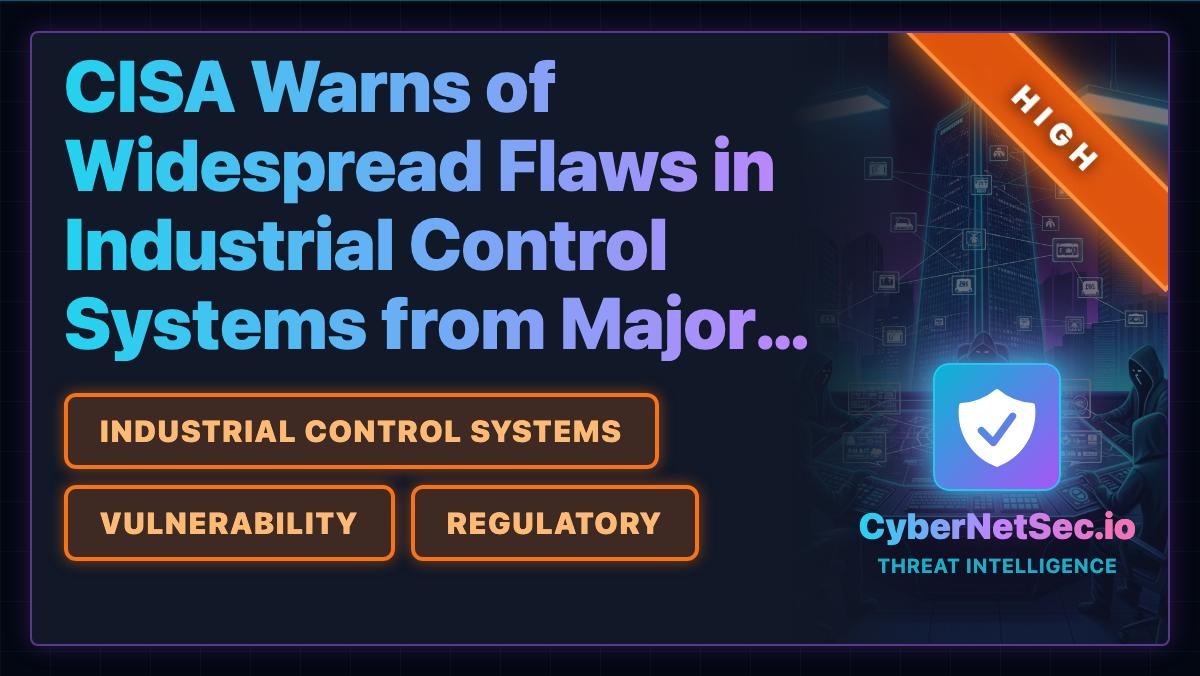 CISA Warns of
Widespread Flaws in
Industrial Control
Systems from Major...
HIGH
INDUSTRIAL CONTROL SYSTEMS
VULNERABILITY
REGULATORY
CyberNetSec.io
THREAT INTELLIGENCE